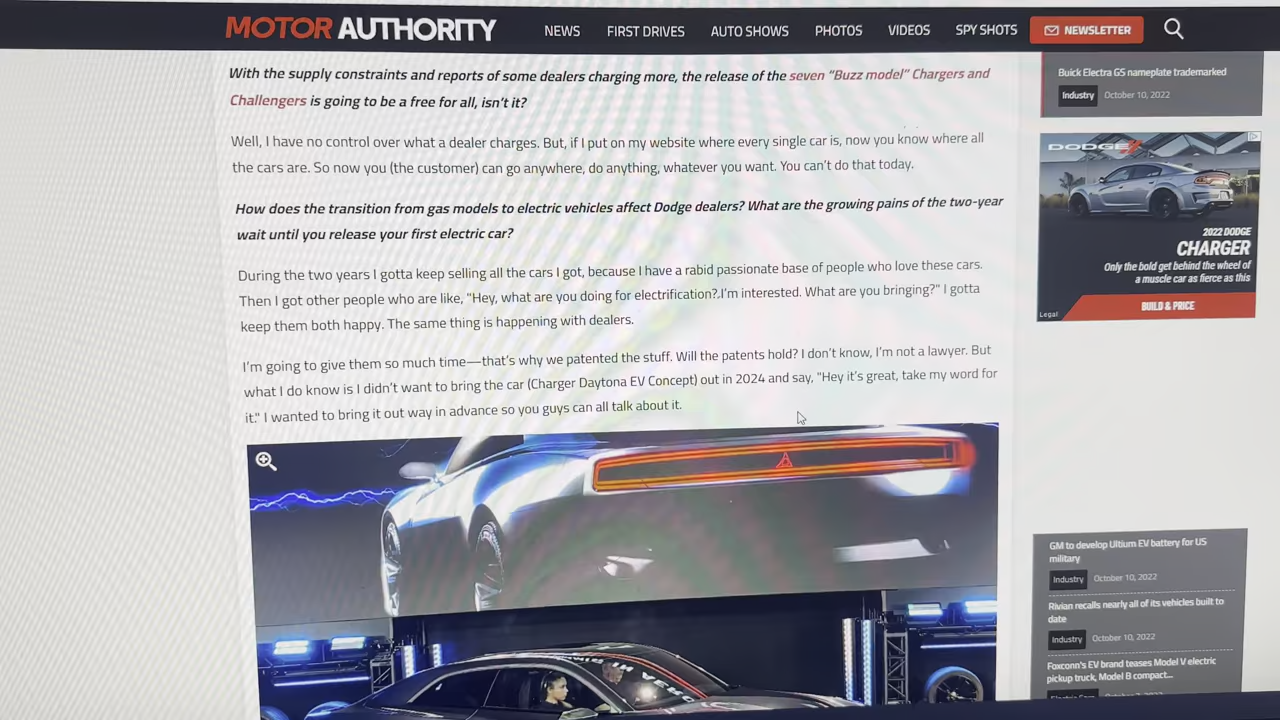 MOTOR AUTHORITY
NEWS FIRST DRIVES AUTO SHOWS PHOTOS VIDEOS SPY SHOTS NEWSLETTER
With the supply constraints and reports of some dealers charging more, the release of the seven “Buzz model” Chargers and
Challengers is going to be a free for all, isn't it?
Well, I have no control over what a dealer charges. But, if I put on my website where every single car is, now you know where all
the cars are. So now you (the customer) can go anywhere, do anything, whatever you want. You can't do that today.
How does the transition from gas models to electric vehicles affect Dodge dealers? What are the growing pains of the two-year
wait until you release your first electric car?
During the two years I gotta keep selling all the cars I got, because I have a rabid passionate base of people who love these cars.
Then I got other people who are like, "Hey, what are you doing for electrification?.I'm interested. What are you bringing?" I gotta
keep them both happy. The same thing is happening with dealers.
I'm going to give them so much time—that's why we patented the stuff. Will the patents hold? I don't know, I'm not a lawyer. But
what I do know is I didn't want to bring the car (Charger Daytona EV Concept) out in 2024 and say, "Hey it's great, take my word for
it." I wanted to bring it out way in advance so you guys can all talk about it.
Buick Electra GS nameplate trademarked
Industry October 10, 2022
DODGE
2022 DODGE
CHARGER
Only the bold get behind the wheel of
a muscle car as fierce as this
Legal BUILD & PRICE
GM to develop Ultium EV battery for US
military
Industry October 10, 2022
Rivian recalls nearly all of its vehicles built to
date
Industry October 10, 2022
Foxconn's EV brand teases Model V electric
pickup truck, Model B compact...